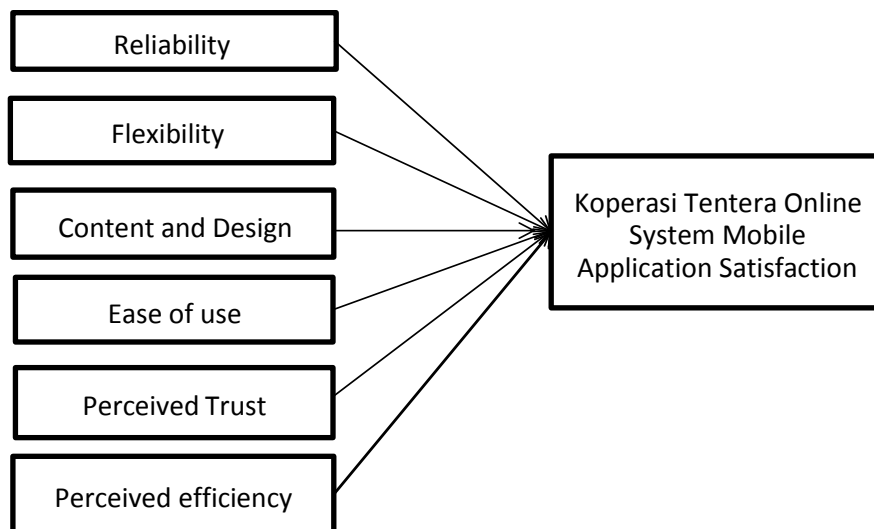 Reliability
Flexibility
Content and Design
Ease of use
Perceived Trust
Perceived efficiency
Koperasi Tentera Online
System Mobile
Application Satisfaction